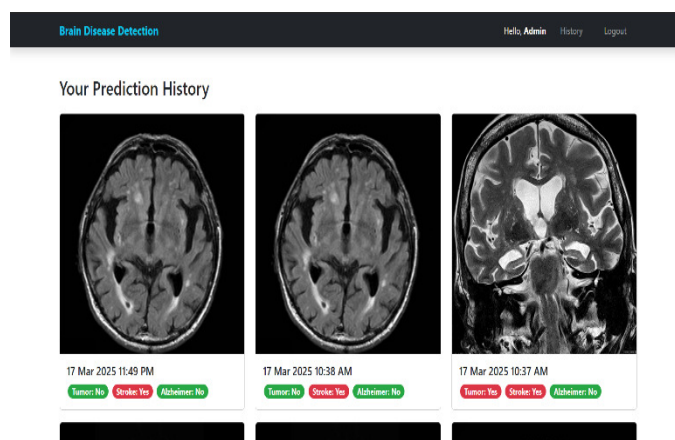 Brain Disease Detection Hello, Admin History Logout
Your Prediction History
17 Mar 2025 11:49 PM 17 Mar 2025 10:38 AM 17 Mar 2025 10:37 AM
Tumor: No Stroke: Yes Alzheimer: No Tumor: No Stroke: Yes Alzheimer: No Tumor: Yes Stroke: Yes Alzheimer: No